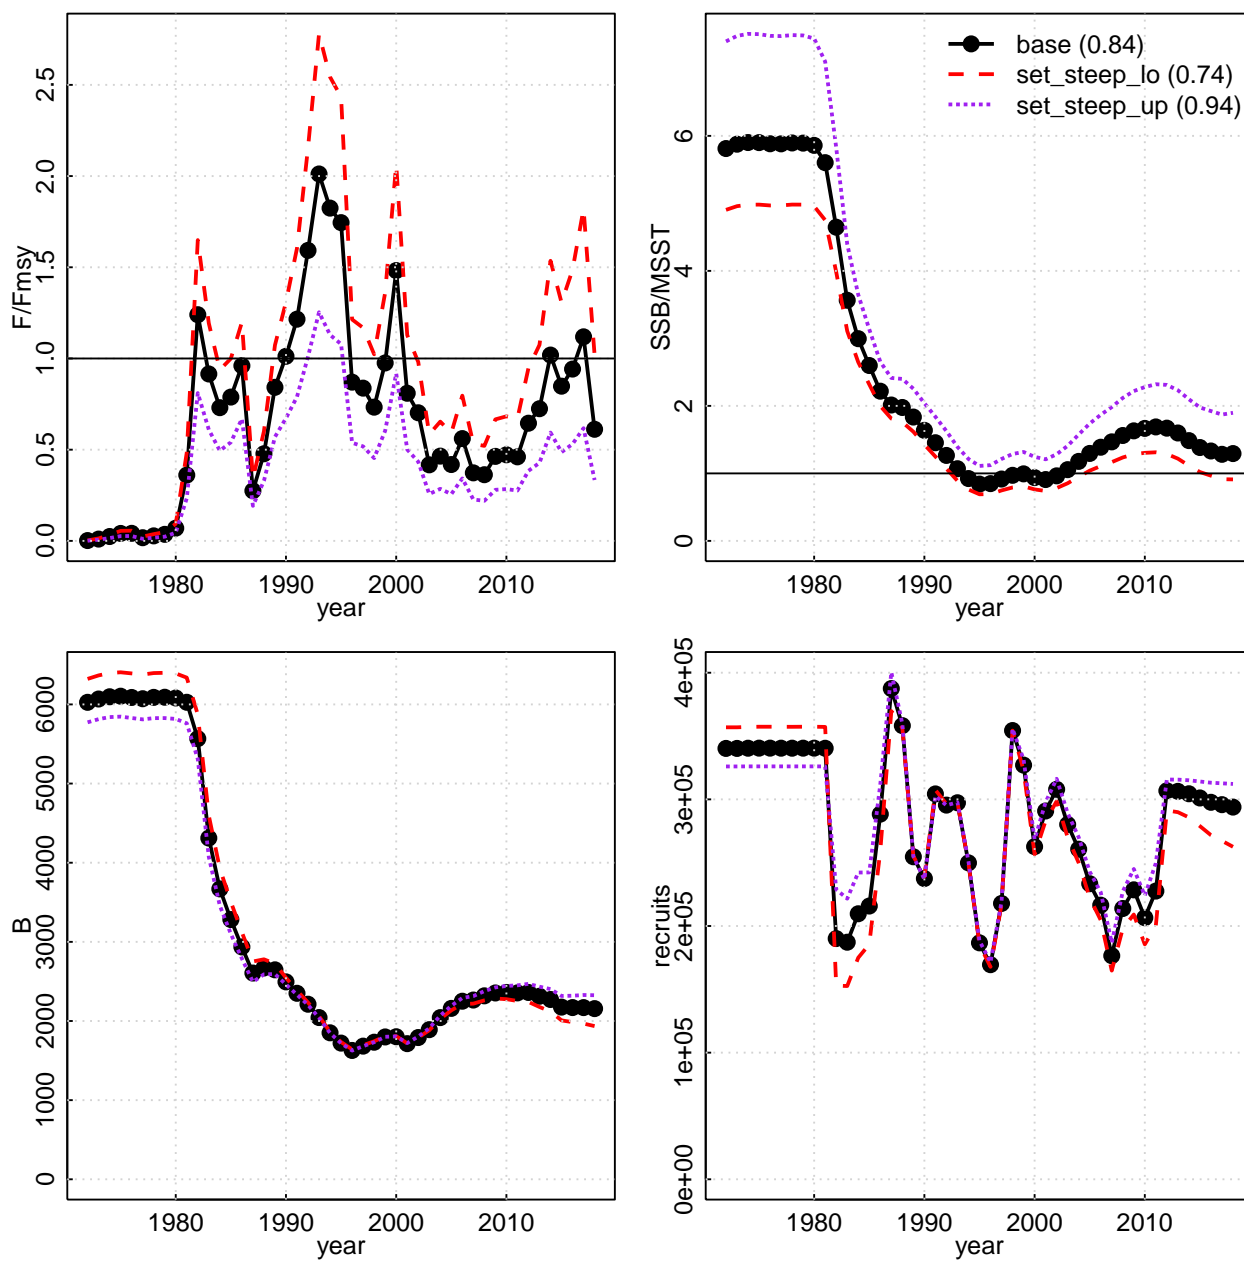 F/Fmsy
0.0 0.5 1.0 1.5 2.0 2.5
1980 1990 2000 2010
year
base (0.84)
set_steep_lo (0.74)
set_steep_up (0.94)
SSB/MSST
0 2 4 6
1980 1990 2000 2010
year
B
0 1000 2000 3000 4000 5000 6000
1980 1990 2000 2010
year
recruits
0e+00 1e+05 2e+05 3e+05 4e+05
1980 1990 2000 2010
year